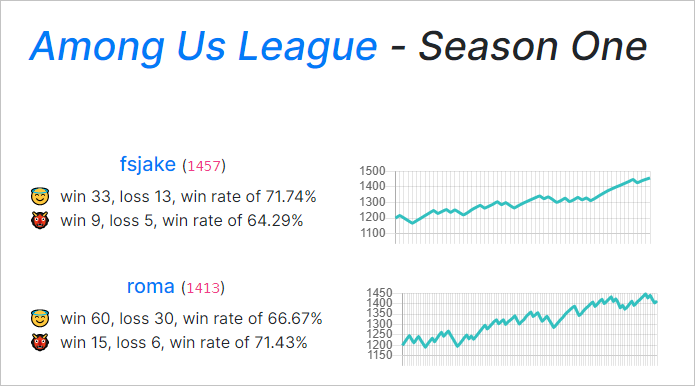 Among Us League - Season One
fsjake (1457)
😇 win 33, loss 13, win rate of 71.74%
👹 win 9, loss 5, win rate of 64.29%
1500
1400
1300
1200
1100
roma (1413)
😇 win 60, loss 30, win rate of 66.67%
👹 win 15, loss 6, win rate of 71.43%
1450
1400
1350
1300
1250
1200
1150